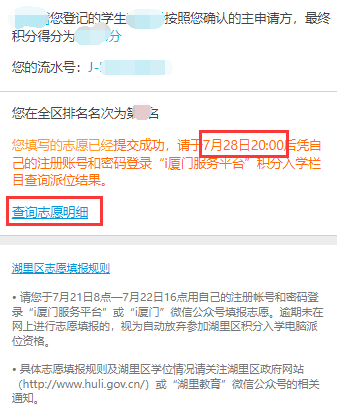 您登记的学生 按照您确认的主申请方，最终
积分得分为 分
您的流水号：J-
您在全区排名名次为 名
您填写的志愿已经提交成功，请于7月28日20:00后凭自
己的注册账号和密码登录“i厦门服务平台”积分入学栏
目查询派位结果。
查询志愿明细
湖里区志愿填报规则
• 请您于7月21日8点—7月22日16点用自己的注册帐号和密码登
录“i厦门服务平台”或“i厦门”微信公众号填报志愿。逾期未在
网上进行志愿填报的，视为自动放弃参加湖里区积分入学电脑派
位资格。
• 具体志愿填报规则及湖里区学位情况请关注湖里区政府网站
（http://www.huli.gov.cn/）或“湖里教育”微信公众号的相关
通知。